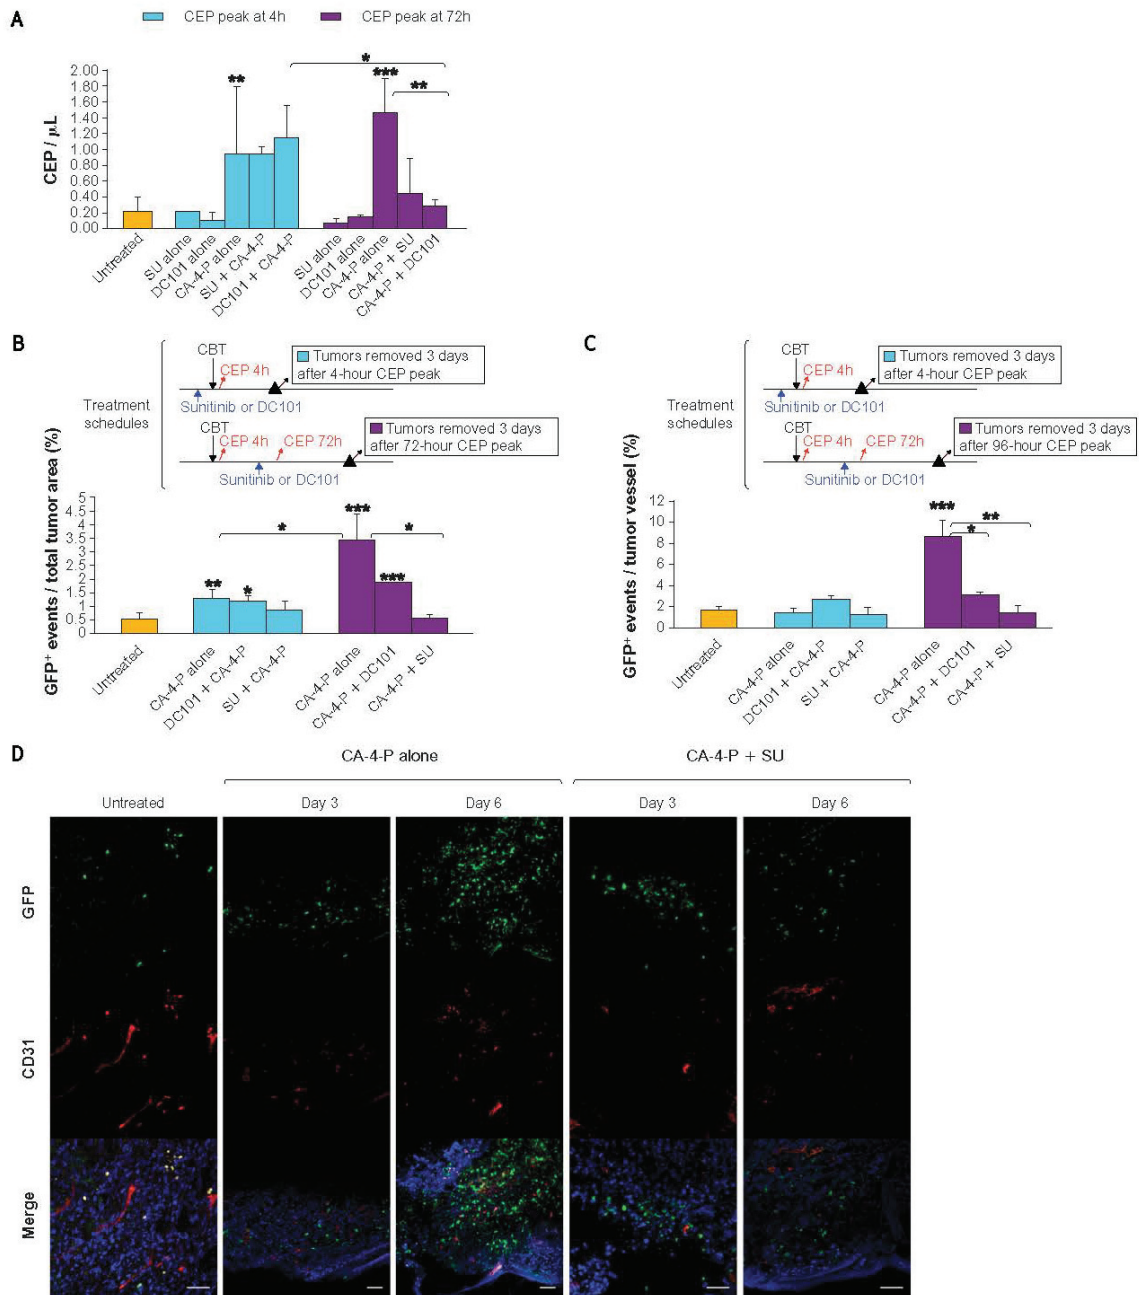 A
CEP peak at 4h
CEP peak at 72h
CEP / µL
2.00
1.80
1.60
1.40
1.20
1.00
0.80
0.60
0.40
0.20
0.00
**
*
***
**
Untreated
SU alone
DC101 alone
CA-4-P alone
SU + CA-4-P
DC101 + CA-4-P
SU alone
DC101 alone
CA-4-P alone
CA-4-P + SU
CA-4-P + DC101
B
Treatment
schedules
CBT
CEP 4h
Sunitinib or DC101
Tumors removed 3 days
after 4-hour CEP peak
CBT
CEP 4h
CEP 72h
Sunitinib or DC101
Tumors removed 3 days
after 72-hour CEP peak
GFP+ events / total tumor area (%)
5
4.5
4
3.5
3
2.5
2
1.5
1
0.5
0
**
*
*
***
***
*
Untreated
CA-4-P alone
DC101 + CA-4-P
SU + CA-4-P
CA-4-P alone
CA-4-P + DC101
CA-4-P + SU
C
Treatment
schedules
CBT
CEP 4h
Sunitinib or DC101
Tumors removed 3 days
after 4-hour CEP peak
CBT
CEP 4h
CEP 72h
Sunitinib or DC101
Tumors removed 3 days
after 96-hour CEP peak
GFP+ events / tumor vessel (%)
12
10
8
6
4
2
0
***
*
**
Untreated
CA-4-P alone
DC101 + CA-4-P
SU + CA-4-P
CA-4-P alone
CA-4-P + DC101
CA-4-P + SU
D
CA-4-P alone
CA-4-P + SU
Untreated
Day 3
Day 6
Day 3
Day 6
GFP
CD31
Merge